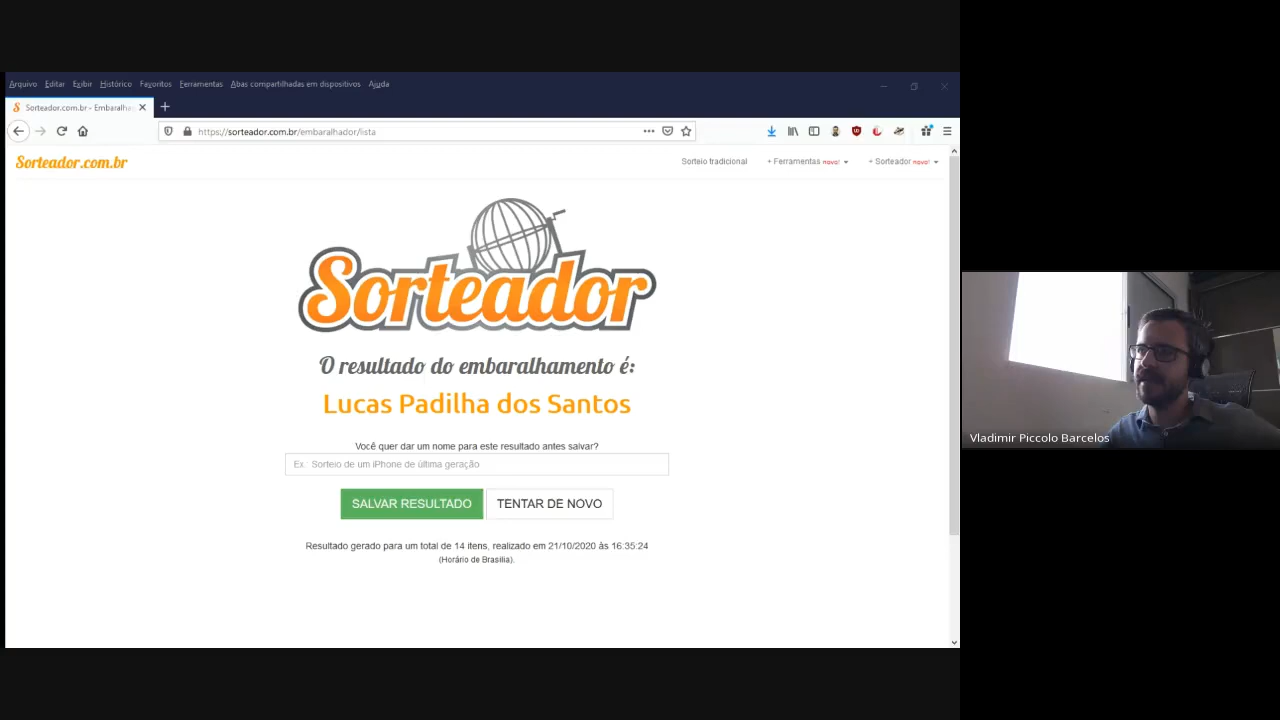 Arquivo Editar Exibir Histórico Favoritos Ferramentas Abas compartilhadas em dispositivos Ajuda
Sorteador.com.br - Embaralha
https://sorteador.com.br/embaralhador/lista
Sorteador.com.br
Sorteio tradicional + Ferramentas novo! + Sorteador novo!
Sorteador
O resultado do embaralhamento é:
Lucas Padilha dos Santos
Você quer dar um nome para este resultado antes salvar?
Ex. Sorteio de um iPhone de última geração
SALVAR RESULTADO TENTAR DE NOVO
Resultado gerado para um total de 14 itens, realizado em 21/10/2020 às 16:35:24
(Horário de Brasília).
Vladimir Piccolo Barcelos